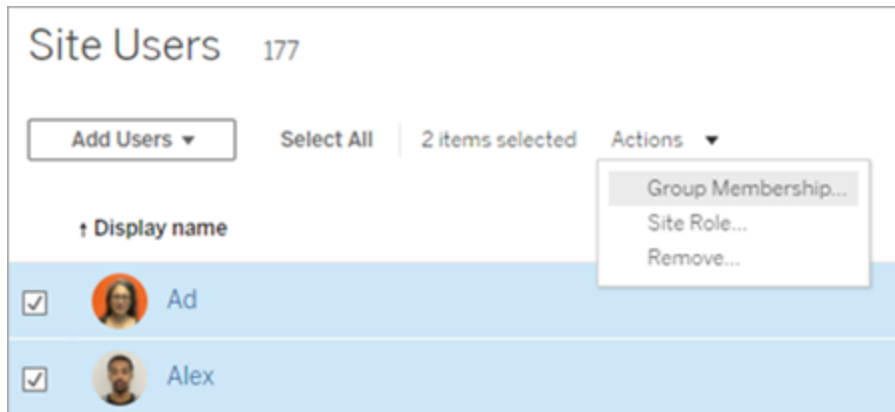 Site Users 177
Add Users ▾ Select All 2 items selected Actions ▼
Group Membership...
Site Role...
Remove...
↑ Display name
Ad
Alex